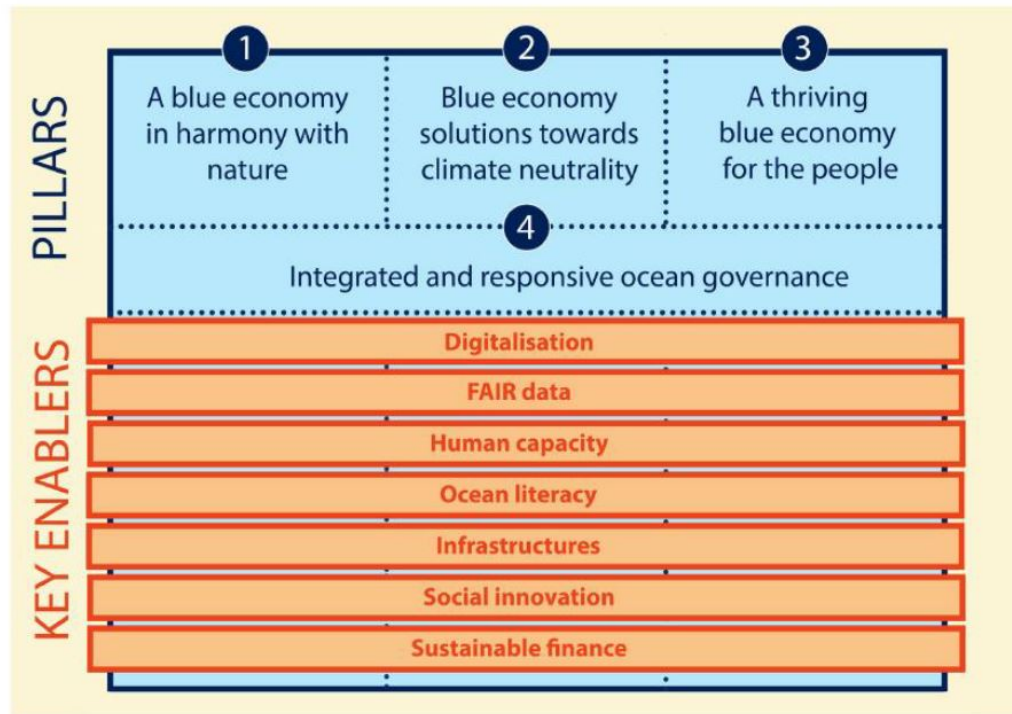 PILLARS
1
A blue economy
in harmony with
nature
2
Blue economy
solutions towards
climate neutrality
3
A thriving
blue economy
for the people
4
Integrated and responsive ocean governance
KEY ENABLERS
Digitalisation
FAIR data
Human capacity
Ocean literacy
Infrastructures
Social innovation
Sustainable finance